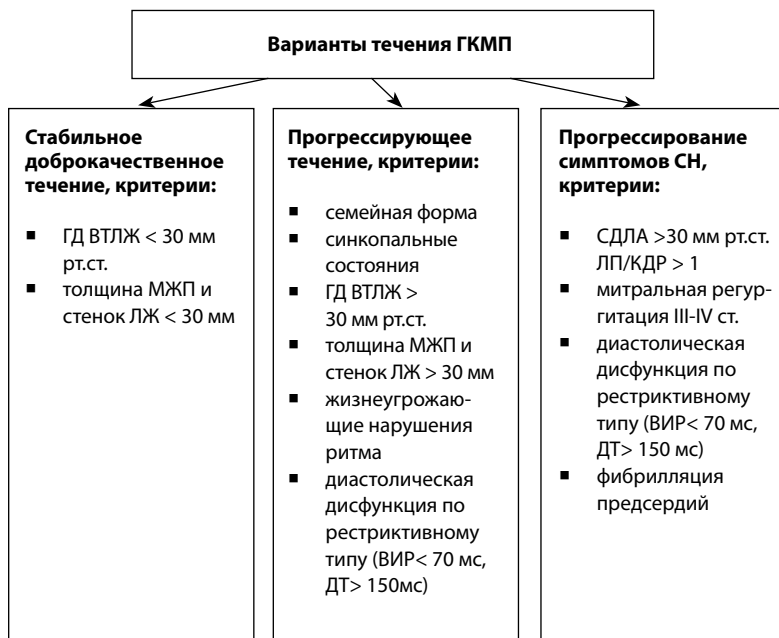 Варианты течения ГКМП
Стабильное
доброкачественное
течение, критерии:
■ ГД ВТЛЖ < 30 мм
рт.ст.
■ толщина МЖП и
стенок ЛЖ < 30 мм
Прогрессирующее
течение, критерии:
■ семейная форма
■ синкопальные
состояния
■ ГД ВТЛЖ >
30 мм рт.ст.
■ толщина МЖП и
стенок ЛЖ > 30 мм
■ жизнеугрожаю-
щие нарушения
ритма
■ диастолическая
дисфункция по
рестриктивному
типу (ВИР< 70 мс,
ДТ> 150мс)
Прогрессирование
симптомов СН,
критерии:
■ СДЛА >30 мм рт.ст.
ЛП/КДР > 1
■ митральная регур-
гитация III-IV ст.
■ диастолическая
дисфункция по
рестриктивному
типу (ВИР< 70 мс,
ДТ> 150 мс)
■ фибрилляция
предсердий